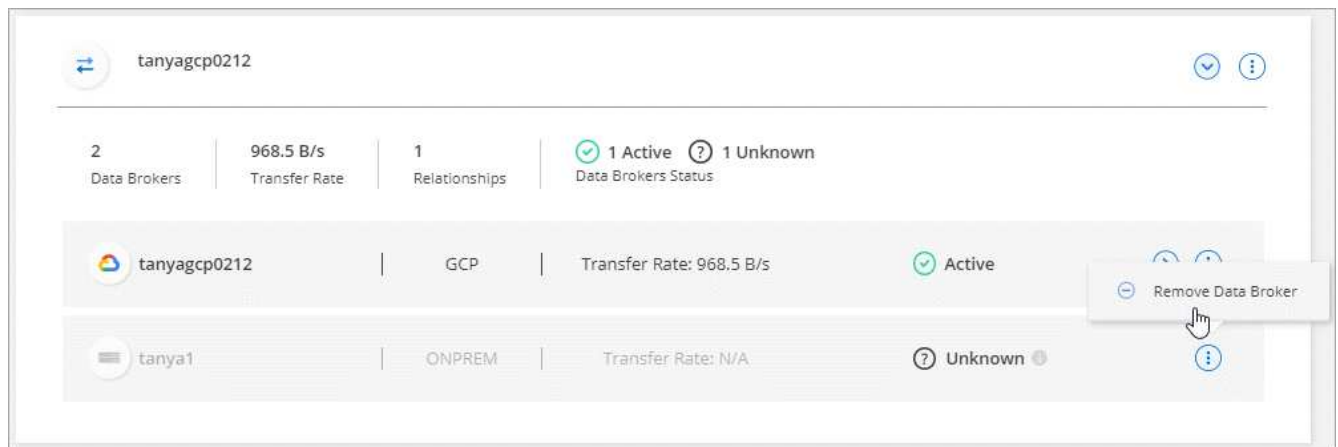 tanyagcp0212
2
968.5 B/s
1
1 Active
1 Unknown
Data Brokers
Transfer Rate
Relationships
Data Brokers Status
tanyagcp0212
GCP
Transfer Rate: 968.5 B/s
Active
Remove Data Broker
tanya1
ONPREM
Transfer Rate: N/A
Unknown